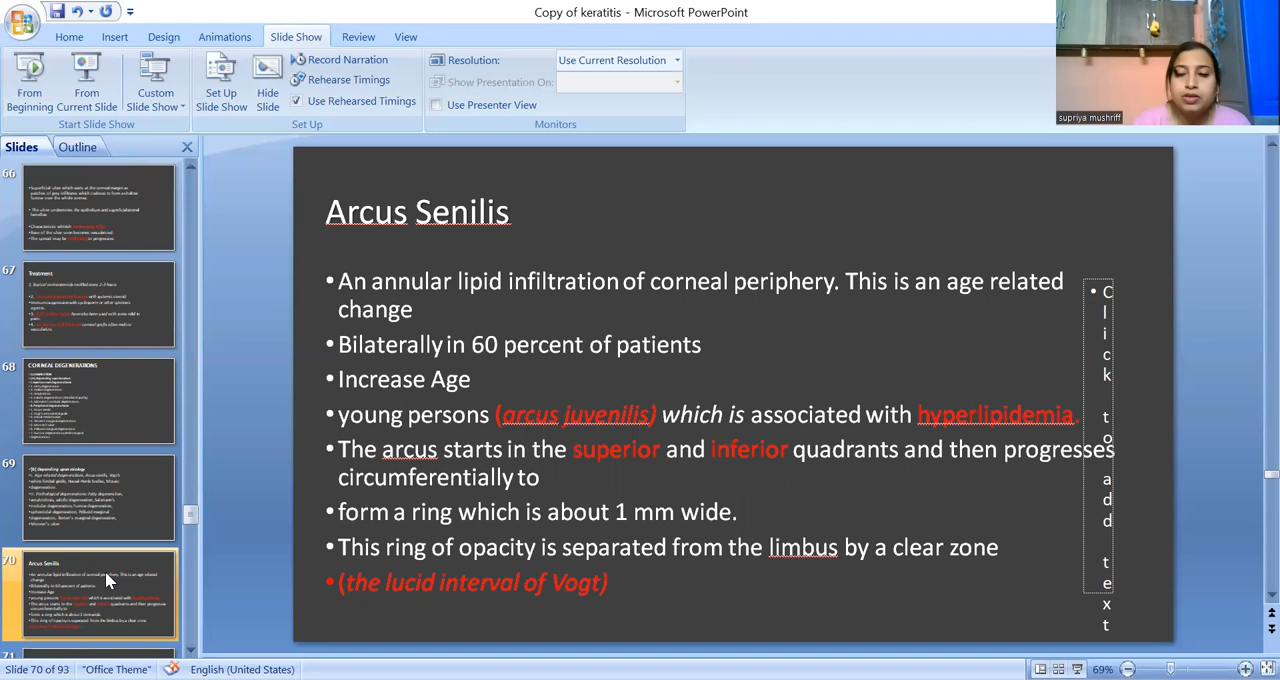 Copy of keratitis - Microsoft PowerPoint
Home Insert Design Animations Slide Show Review View
From Beginning
From Current Slide
Custom Slide Show
Set Up Slide Show
Hide Slide
Record Narration
Rehearse Timings
Use Rehearsed Timings
Resolution: Use Current Resolution
Show Presentation On:
Use Presenter View
Start Slide Show
Set Up
Monitors
supriya mushriff
Slides Outline
66
67
Treatment
68
CORNEAL DEGENERATIONS
69
70
Arcus Senilis
71
Arcus Senilis
• An annular lipid infiltration of corneal periphery. This is an age related
change
• Bilaterally in 60 percent of patients
• Increase Age
• young persons (arcus juvenilis) which is associated with hyperlipidemia.
• The arcus starts in the superior and inferior quadrants and then progresses
circumferentially to
• form a ring which is about 1 mm wide.
• This ring of opacity is separated from the limbus by a clear zone
• (the lucid interval of Vogt)
• Click to add text
Slide 70 of 93 "Office Theme" English (United States) 69%